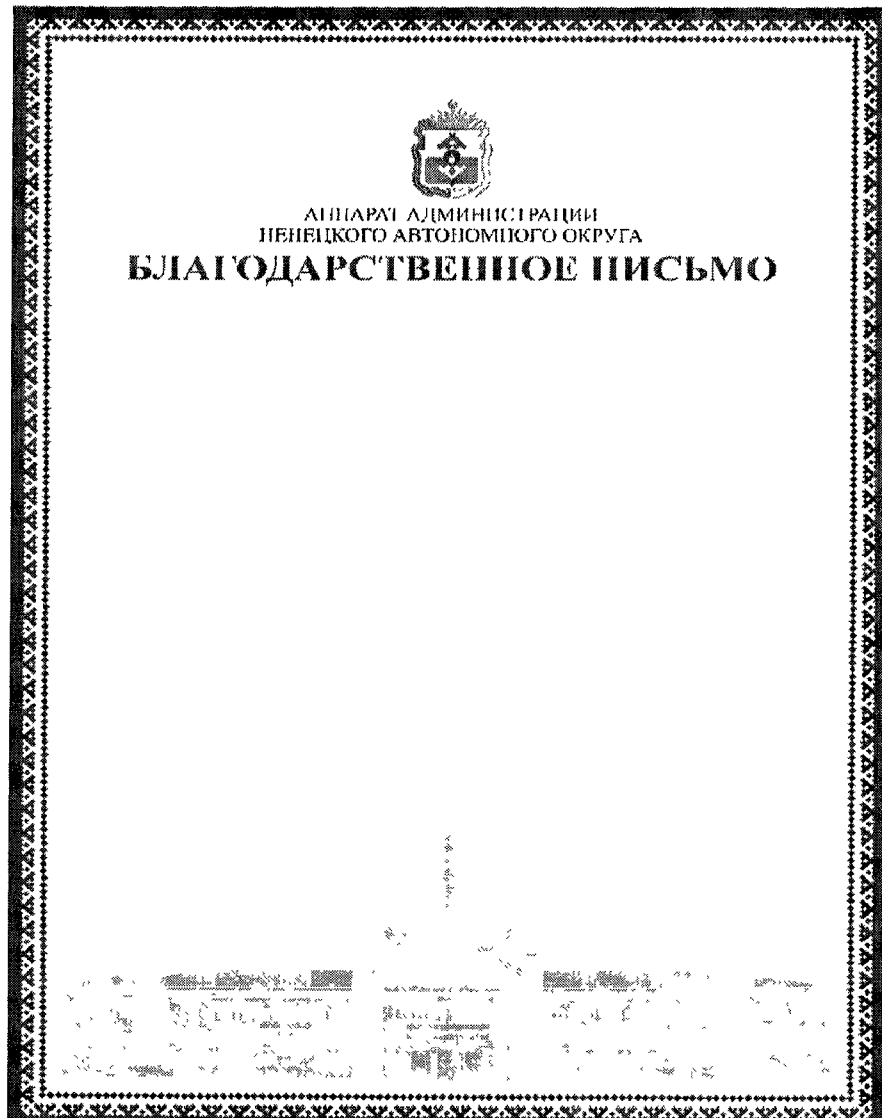 АППАРАТ АДМИНИСТРАЦИИ
НЕНЕЦКОГО АВТОНОМНОГО ОКРУГА
БЛАГОДАРСТВЕННОЕ ПИСЬМО